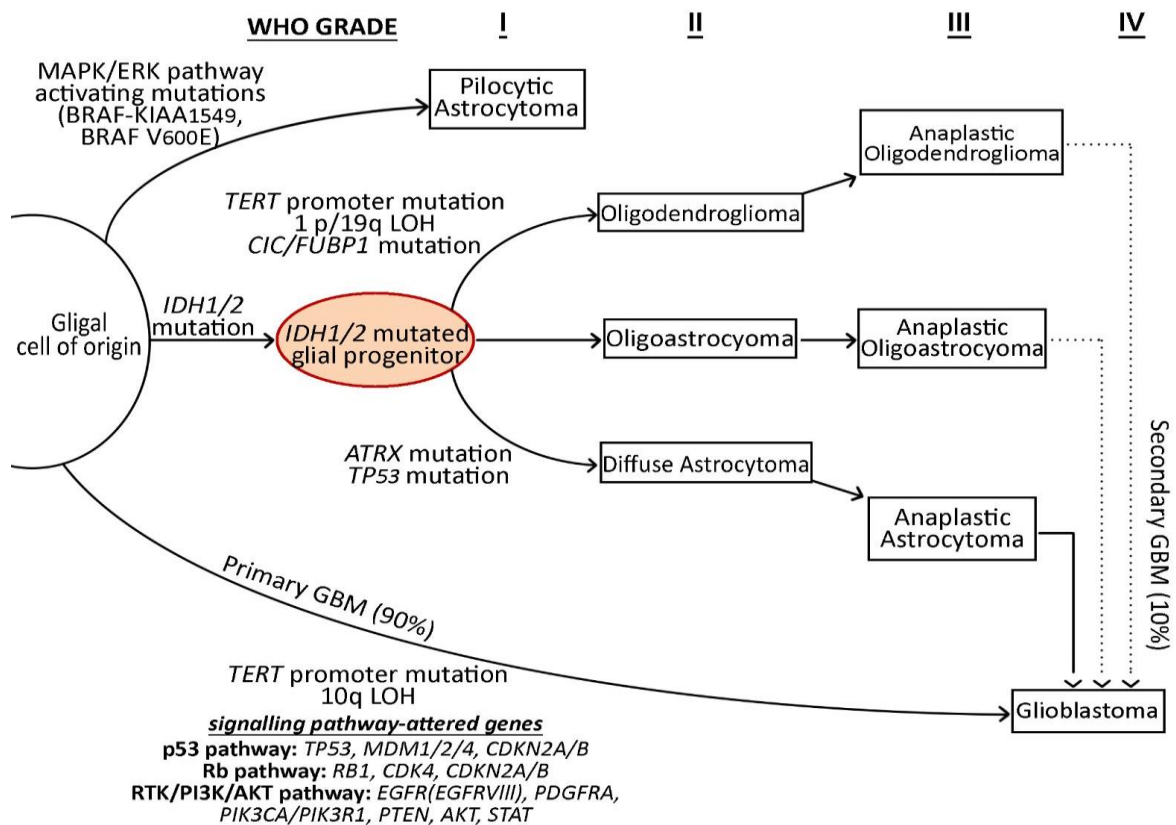 WHO GRADE I II III IV
MAPK/ERK pathway
activating mutations
(BRAF-KIAA1549,
BRAF V600E)
Pilocytic
Astrocytoma
Anaplastic
Oligodendroglioma
TERT promoter mutation
1 p/19q LOH
CIC/FUBP1 mutation
Oligodendroglioma
Gligal
cell of origin
IDH1/2
mutation
IDH1/2 mutated
glial progenitor
Oligoastrocyoma
Anaplastic
Oligoastrocyoma
ATRX mutation
TP53 mutation
Diffuse Astrocytoma
Anaplastic
Astrocytoma
Secondary GBM (10%)
Primary GBM (90%)
Glioblastoma
TERT promoter mutation
10q LOH
signalling pathway-attered genes
p53 pathway: TP53, MDM1/2/4, CDKN2A/B
Rb pathway: RB1, CDK4, CDKN2A/B
RTK/PI3K/AKT pathway: EGFR(EGFRVIII), PDGFRA,
PIK3CA/PIK3R1, PTEN, AKT, STAT